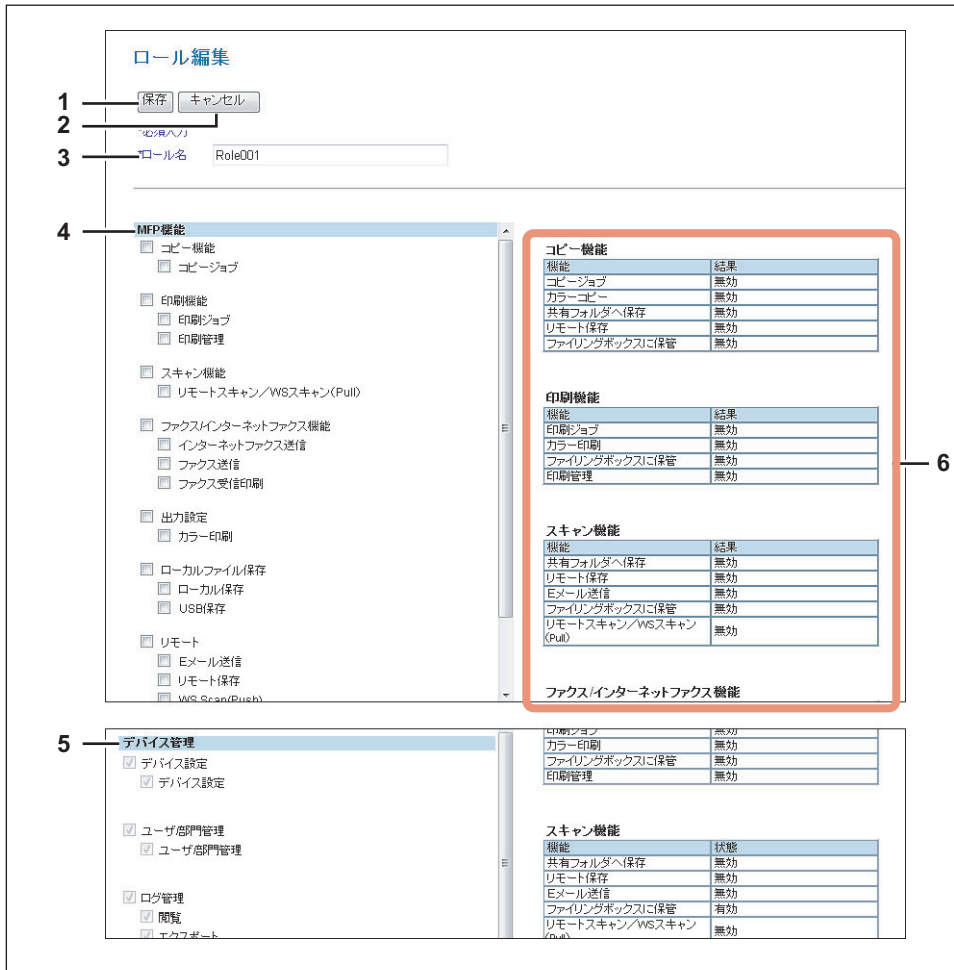 ロール編集
1 保存 キャンセル
2
*必須入力
3 *ロール名 Role001
4 MFP機能
コピー機能
コピージョブ
印刷機能
印刷ジョブ
印刷管理
スキャン機能
リモートスキャン／WSスキャン(Pull)
ファクス/インターネットファクス機能
インターネットファクス送信
ファクス送信
ファクス受信印刷
出力設定
カラー印刷
ローカルファイル保存
ローカル保存
USB保存
リモート
Eメール送信
リモート保存
WS Scan(Push)
コピー機能
機能 結果
コピージョブ 無効
カラーコピー 無効
共有フォルダへ保存 無効
リモート保存 無効
ファイリングボックスに保管 無効
印刷機能
機能 結果
印刷ジョブ 無効
カラー印刷 無効
ファイリングボックスに保管 無効
印刷管理 無効
6
スキャン機能
機能 結果
共有フォルダへ保存 無効
リモート保存 無効
Eメール送信 無効
ファイリングボックスに保管 無効
リモートスキャン／WSスキャン
(Pull) 無効
ファクス/インターネットファクス機能
5 デバイス管理
デバイス設定
デバイス設定
ユーザ/部門管理
ユーザ/部門管理
ログ管理
閲覧
エクスポート
印刷ジョブ 無効
カラー印刷 無効
ファイリングボックスに保管 無効
印刷管理 無効
スキャン機能
機能 状態
共有フォルダへ保存 無効
リモート保存 無効
Eメール送信 無効
ファイリングボックスに保管 有効
リモートスキャン／WSスキャン
(Pull) 無効